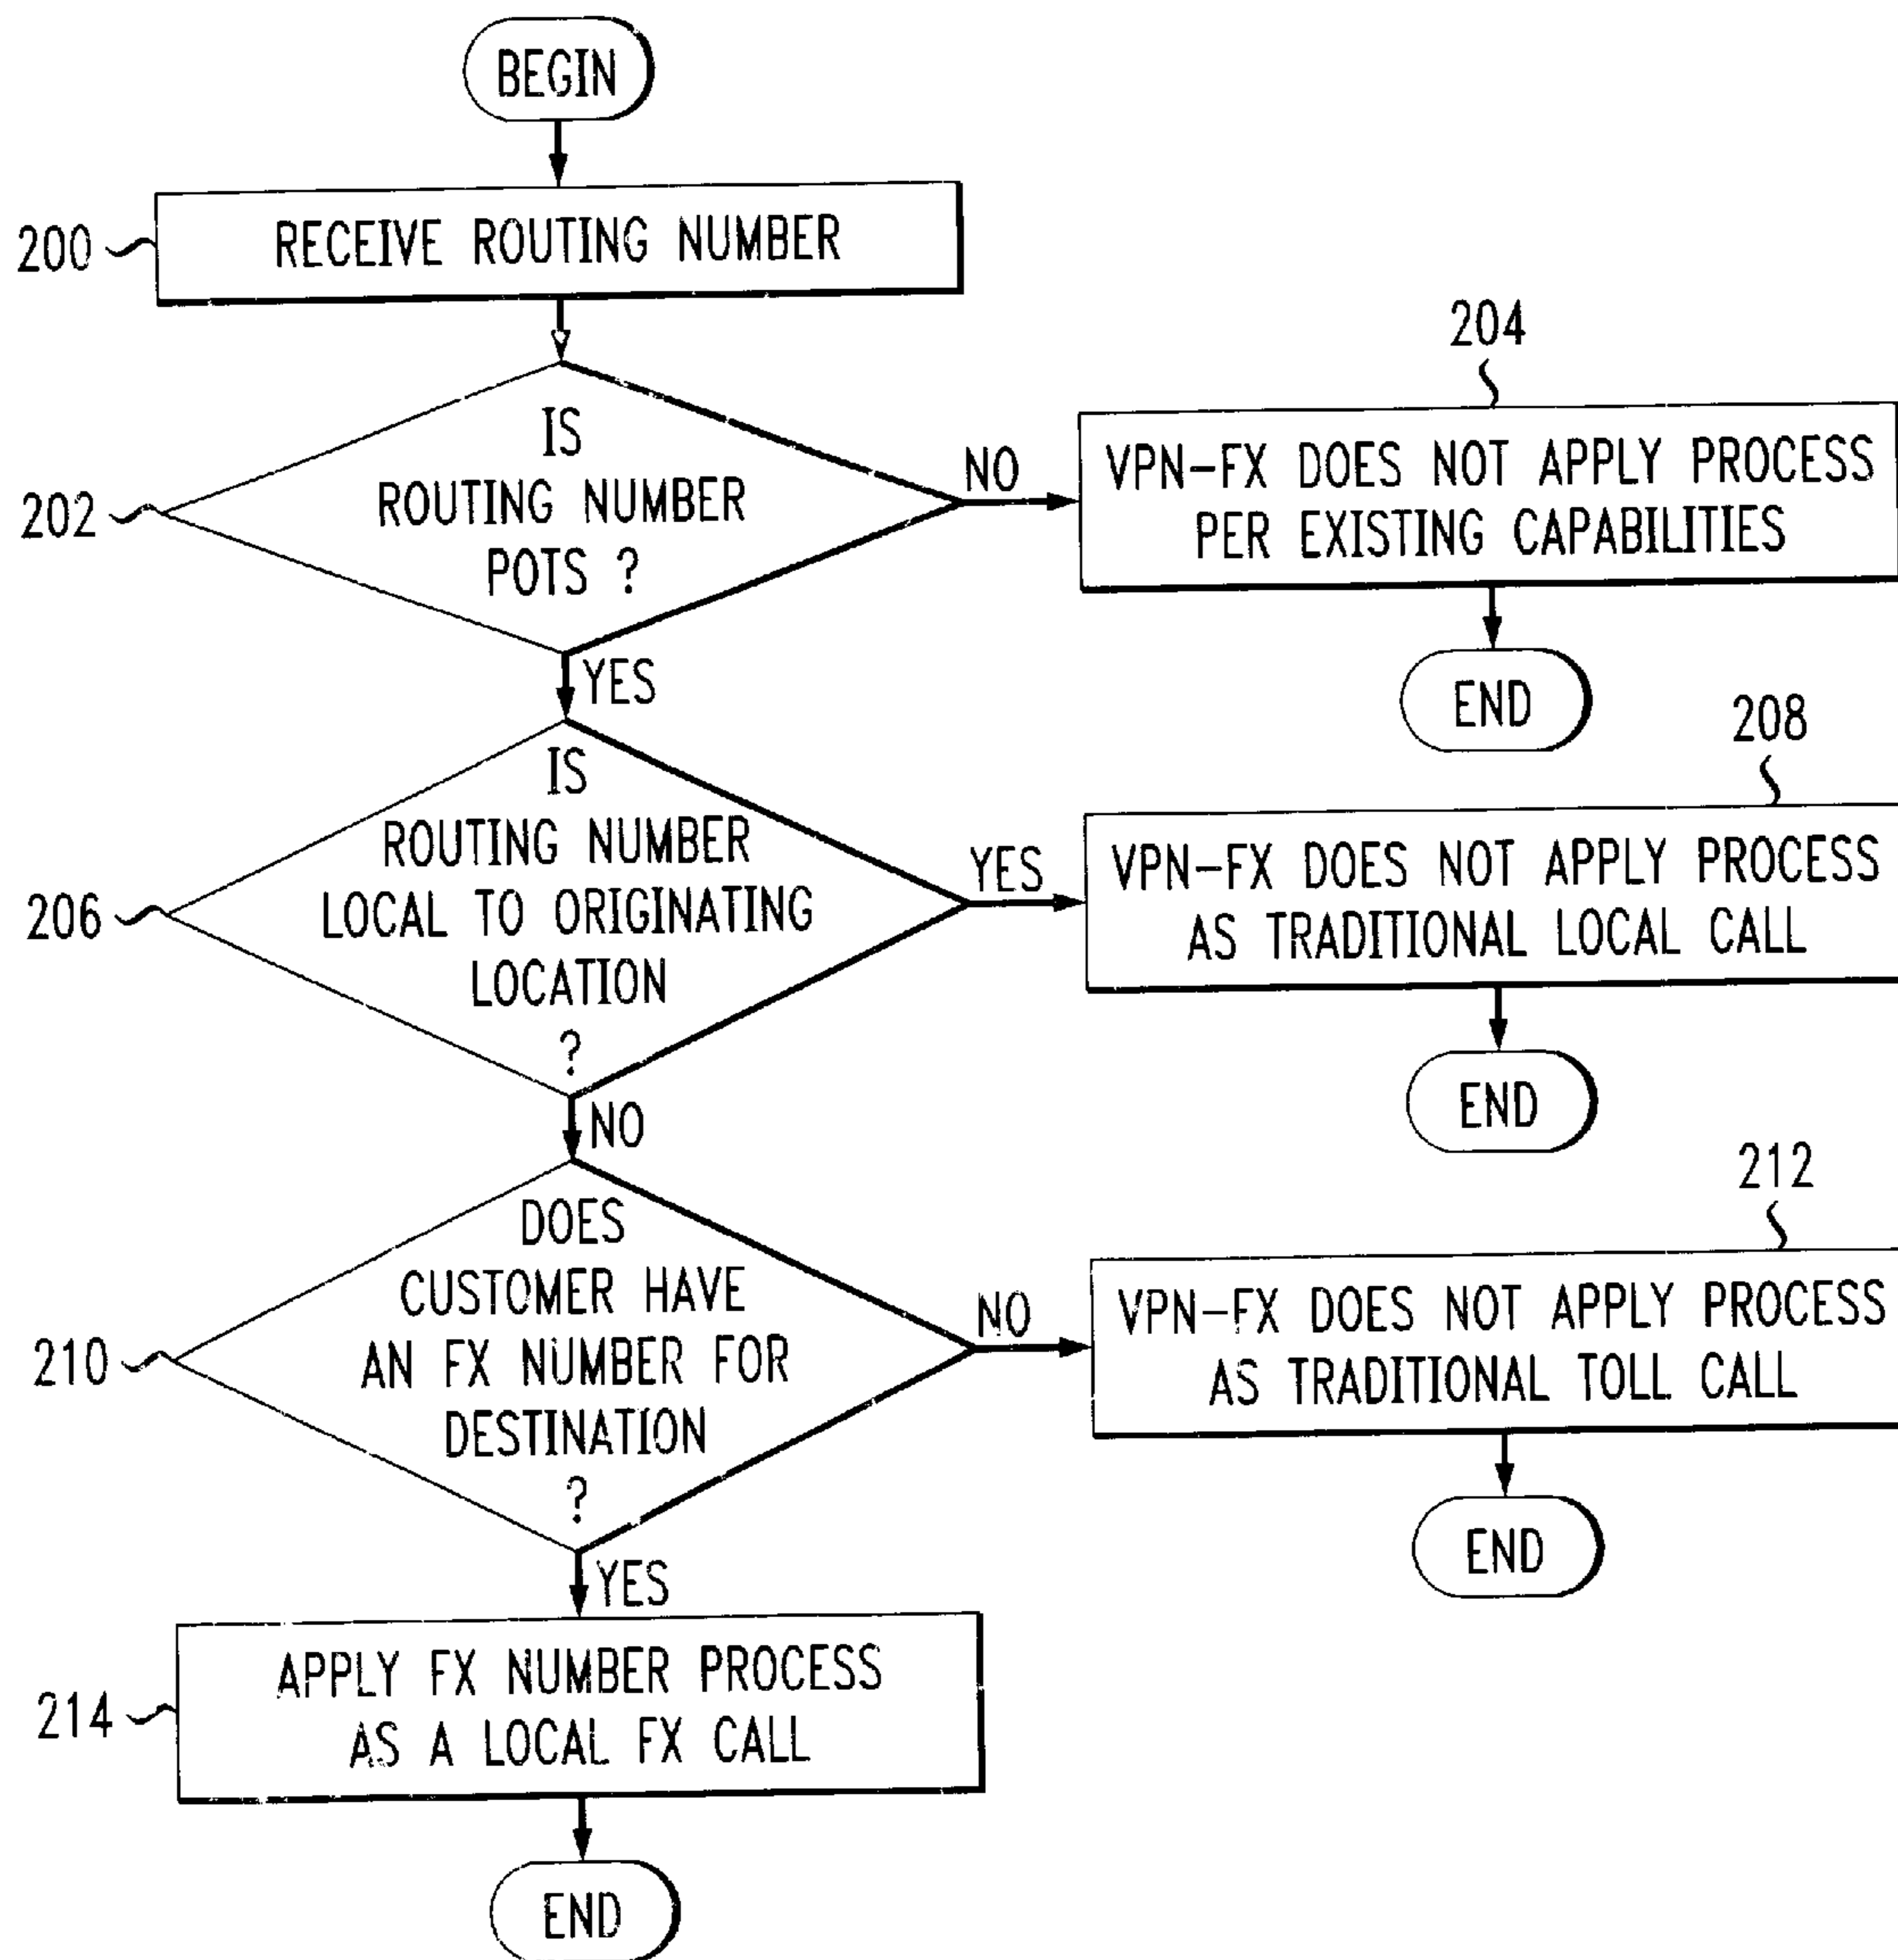 BEGIN
200
RECEIVE ROUTING NUMBER
202
IS
ROUTING NUMBER
POTS ?
NO
204
VPN-FX DOES NOT APPLY PROCESS
PER EXISTING CAPABILITIES
END
YES
206
IS
ROUTING NUMBER
LOCAL TO ORIGINATING
LOCATION
?
YES
208
VPN-FX DOES NOT APPLY PROCESS
AS TRADITIONAL LOCAL CALL
END
NO
210
DOES
CUSTOMER HAVE
AN FX NUMBER FOR
DESTINATION
?
NO
212
VPN-FX DOES NOT APPLY PROCESS
AS TRADITIONAL TOLL CALL
END
YES
214
APPLY FX NUMBER PROCESS
AS A LOCAL FX CALL
END